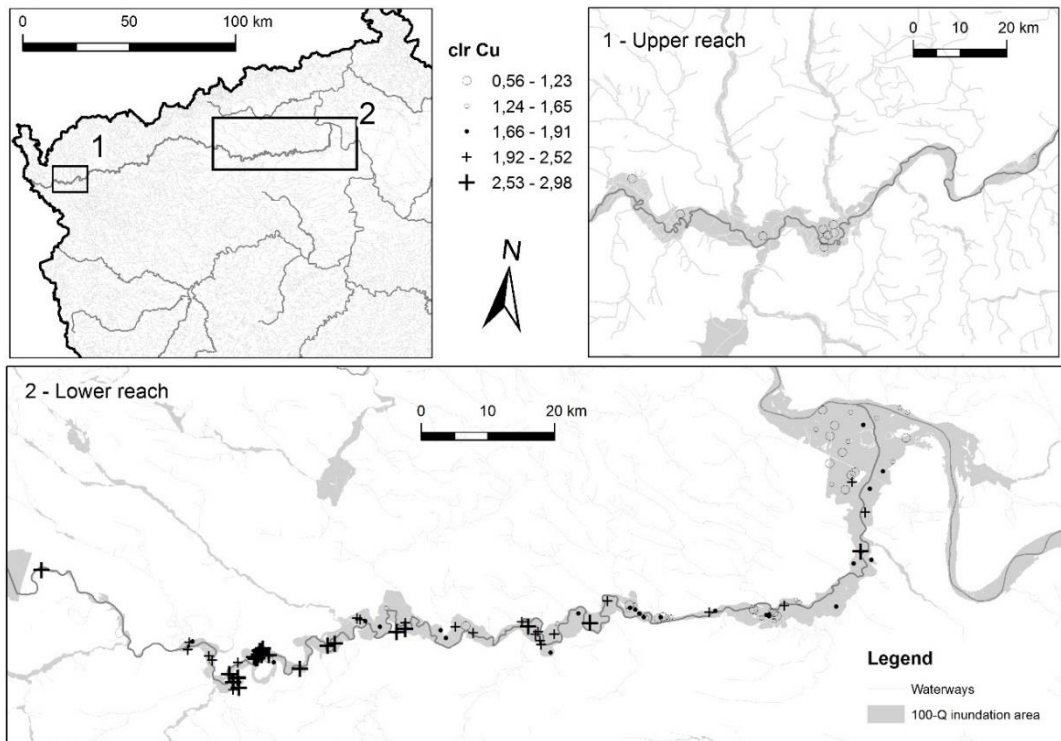 0 50 100 km
1
2
clr Cu
0,56 - 1,23
1,24 - 1,65
1,66 - 1,91
1,92 - 2,52
2,53 - 2,98
N
1 - Upper reach
0 10 20 km
2 - Lower reach
0 10 20 km
Legend
Waterways
100-Q inundation area